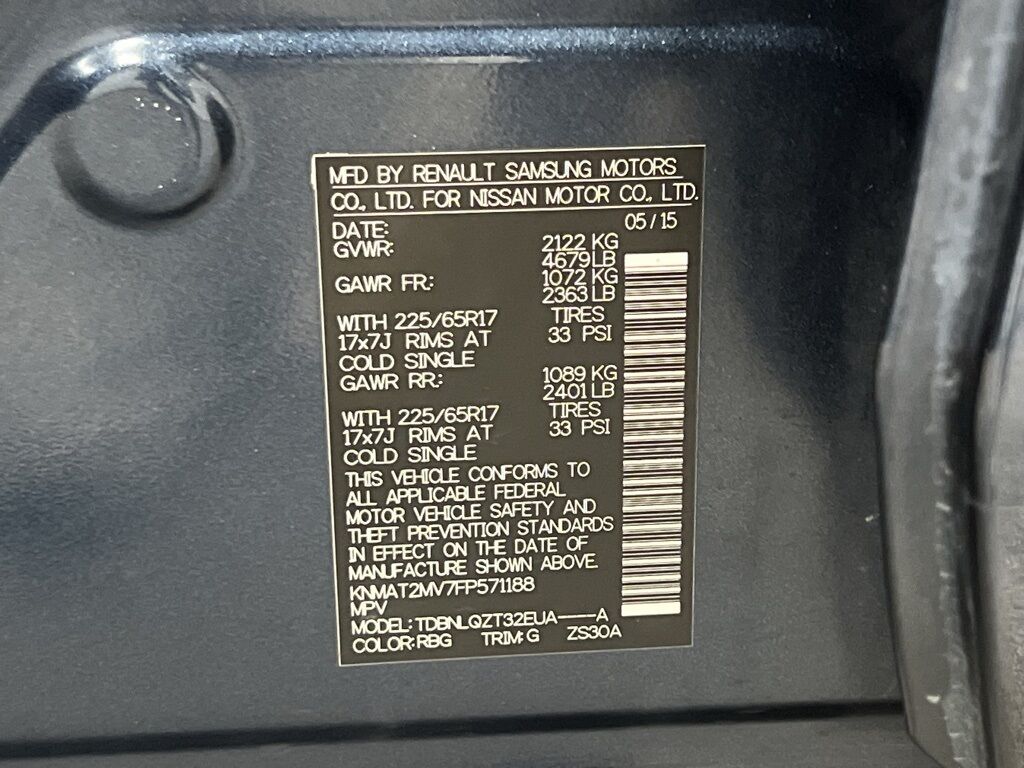 MFD BY RENAULT SAMSUNG MOTORS
CO., LTD. FOR NISSAN MOTOR CO., LTD.
DATE: 05/15
GVWR: 2122 KG
4679 LB
GAWR FR: 1072 KG
2363 LB
WITH 225/65R17 TIRES
17x7J RIMS AT 33 PSI
COLD SINGLE
GAWR RR: 1089 KG
2401 LB
WITH 225/65R17 TIRES
17x7J RIMS AT 33 PSI
COLD SINGLE
THIS VEHICLE CONFORMS TO
ALL APPLICABLE FEDERAL
MOTOR VEHICLE SAFETY AND
THEFT PREVENTION STANDARDS
IN EFFECT ON THE DATE OF
MANUFACTURE SHOWN ABOVE.
KNMAT2MV7FP571188
MPV
MODEL: TDBNLQZT32EUA----A
COLOR: RBG TRIM: G ZS30A